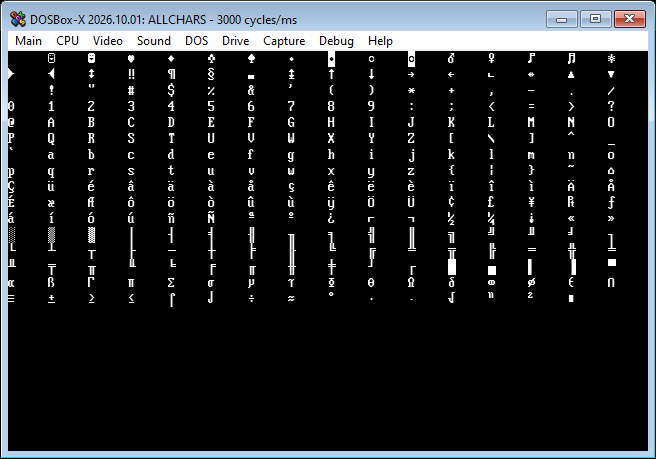 DOSBox-X 2026.10.01: ALLCHARS - 3000 cycles/ms
Main CPU Video Sound DOS Drive Capture Debug Help
☺ ☻ ♥ ♦ ♣ ♠ • ◘ ○ ◙ ♂ ♀ ♪ ♫ ☼
► ◄ ↕ ‼ ¶ § ▬ ↨ ↑ ↓ → ← ∟ ↔ ▲ ▼
! " # $ % & ' ( ) * + , - . /
0 1 2 3 4 5 6 7 8 9 : ; < = > ?
@ A B C D E F G H I J K L M N O
P Q R S T U V W X Y Z [ \ ] ^ _
` a b c d e f g h i j k l m n o
p q r s t u v w x y z { | } ~ ⌂
Ç ü é â ä à å ç ê ë è ï î ì Ä Å
É æ Æ ô ö ò û ù ÿ Ö Ü ¢ £ ¥ ₧ ƒ
á í ó ú ñ Ñ ª º ¿ ⌐ ¬ ½ ¼ ¡ « »
░ ▒ ▓ │ ┤ ╡ ╢ ╖ ╕ ╣ ║ ╗ ╝ ╜ ╛ ┐
└ ┴ ┬ ├ ─ ┼ ╞ ╟ ╚ ╔ ╩ ╦ ╠ ═ ╬ ╧
╨ ╤ ╥ ╙ ╘ ╒ ╓ ╫ ╪ ┘ ┌ █ ▄ ▌ ▐ ▀
α ß Γ π Σ σ µ τ Φ Θ Ω δ ∞ φ ε ∩
≡ ± ≥ ≤ ⌠ ⌡ ÷ ≈ ° ∙ · √ ⁿ ² ■